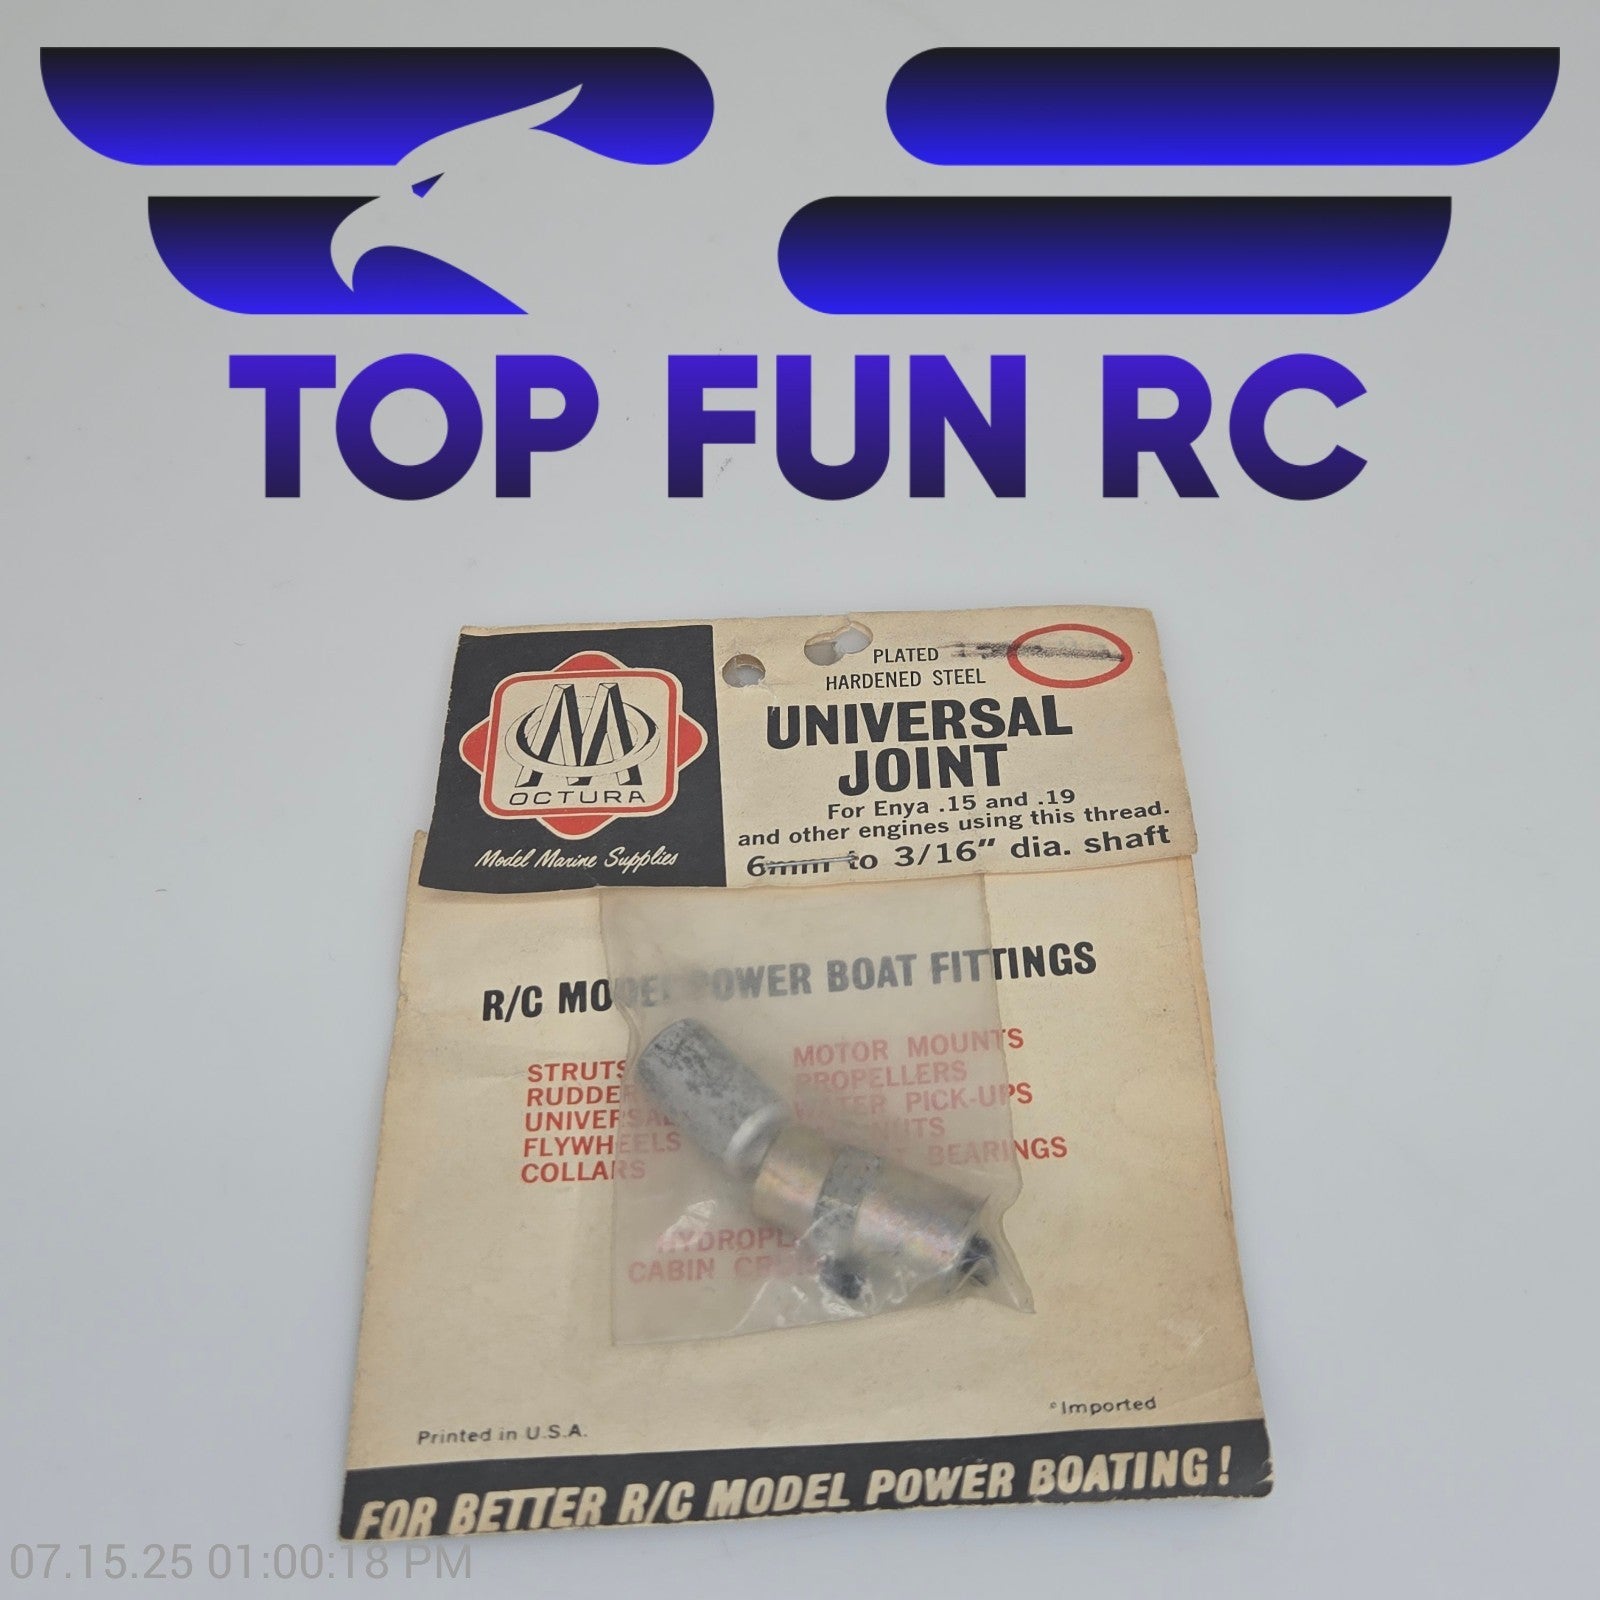 TOP FUN RC
PLATED
HARDENED STEEL
UNIVERSAL
JOINT
For Enya .15 and .19
and other engines using this thread.
6mm to 3/16" dia. shaft
OCTURA
Model Marine Supplies
R/C MODEL POWER BOAT FITTINGS
STRUTS
RUDDER
UNIVERSAL
FLYWHEELS
COLLARS
MOTOR MOUNTS
PROPELLERS
WATER PICK-UPS
NUTS
BEARINGS
CABIN
Printed in U.S.A.
*Imported
FOR BETTER R/C MODEL POWER BOATING!
07.15.25 01:00:18 PM